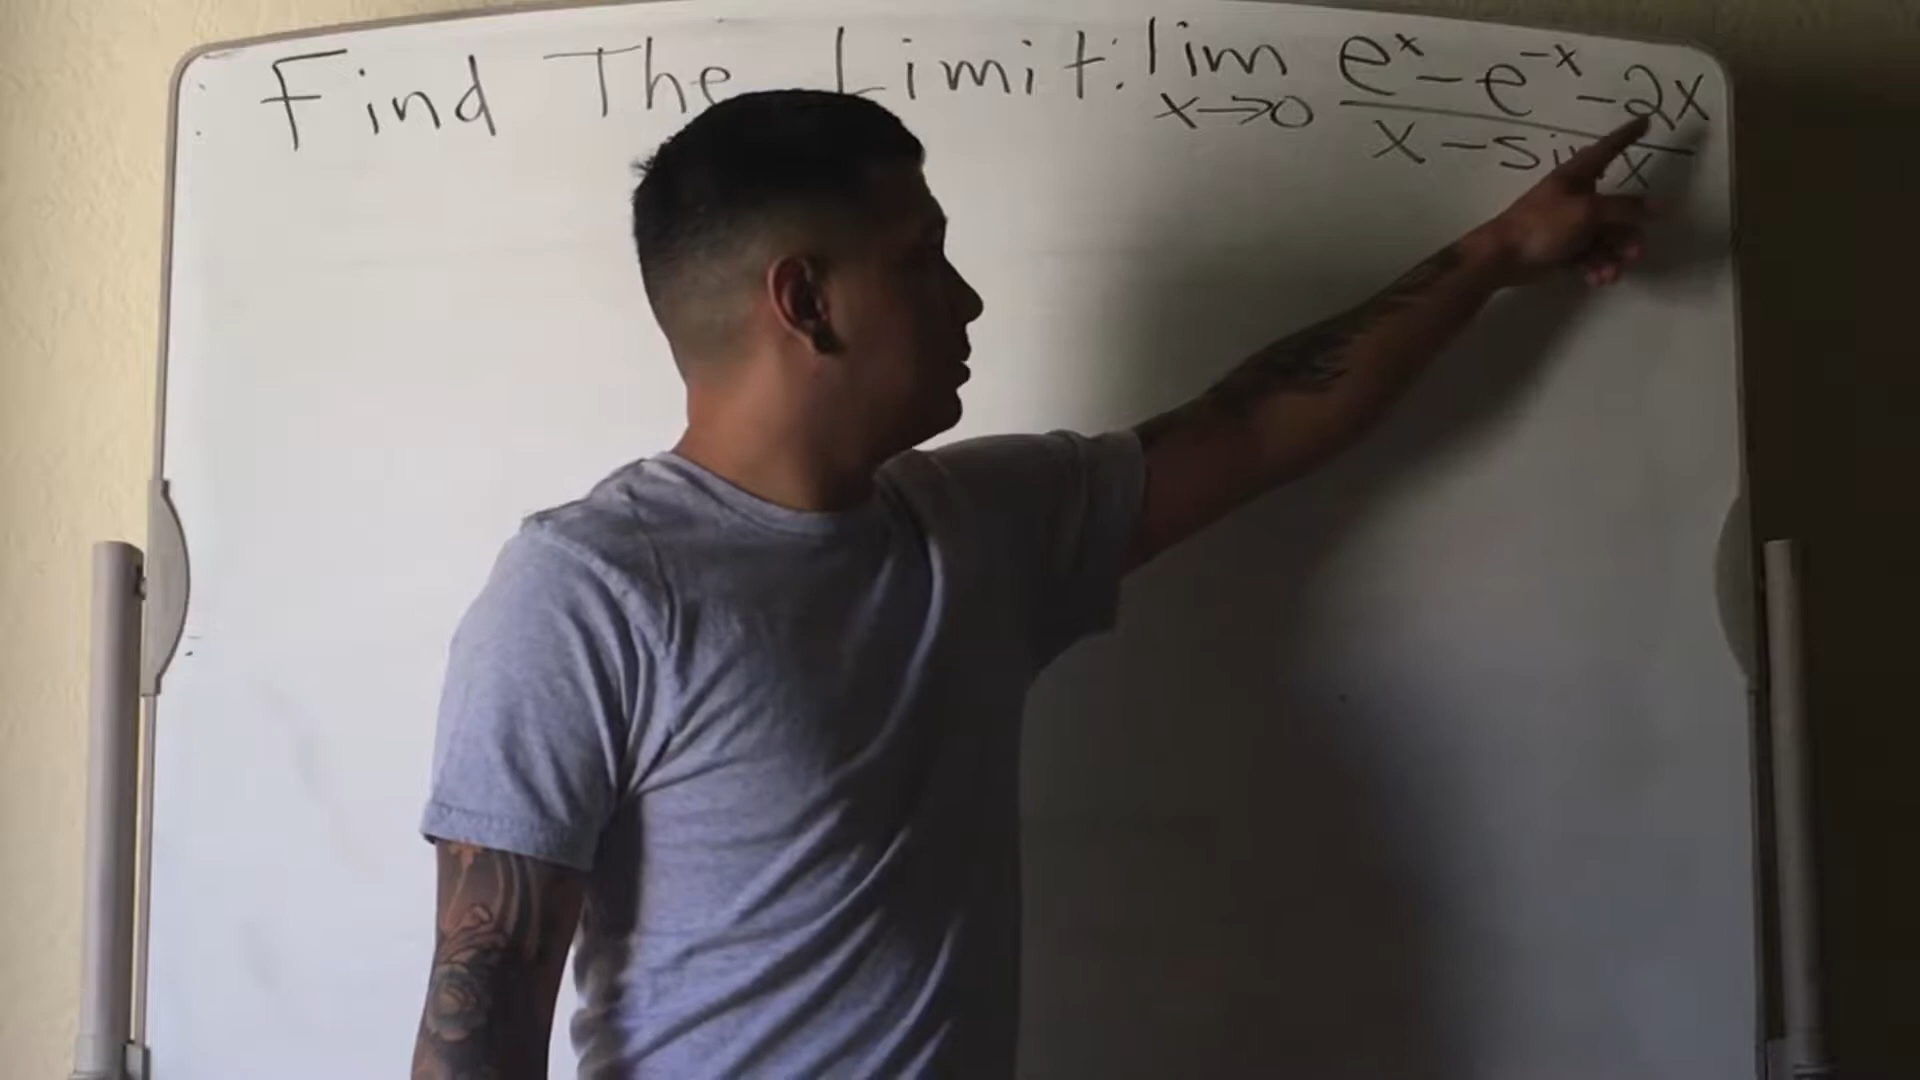 Find The Limit: lim e^x - e^-x - 2x
x→0 x - sin x